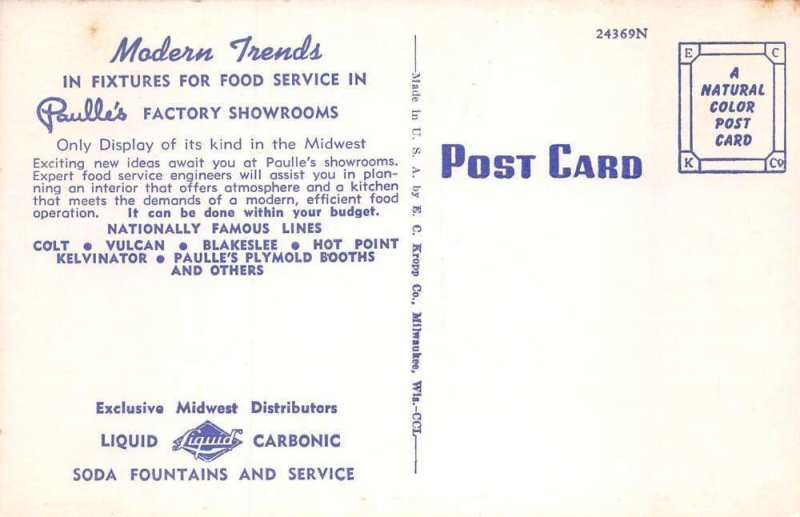 Modern Trends
IN FIXTURES FOR FOOD SERVICE IN
Paulle's FACTORY SHOWROOMS
Only Display of its kind in the Midwest
Exciting new ideas await you at Paulle's showrooms.
Expert food service engineers will assist you in plan-
ning an interior that offers atmosphere and a kitchen
that meets the demands of a modern, efficient food
operation. It can be done within your budget.
NATIONALLY FAMOUS LINES
COLT • VULCAN • BLAKESLEE • HOT POINT
KELVINATOR • PAULLE'S PLYMOLD BOOTHS
AND OTHERS
Exclusive Midwest Distributors
LIQUID Liquid CARBONIC
SODA FOUNTAINS AND SERVICE
Made in U. S. A. by E. C. Kropp Co., Milwaukee, Wis.-CCL
POST CARD
24369N
E C
A
NATURAL
COLOR
POST
CARD
K Co